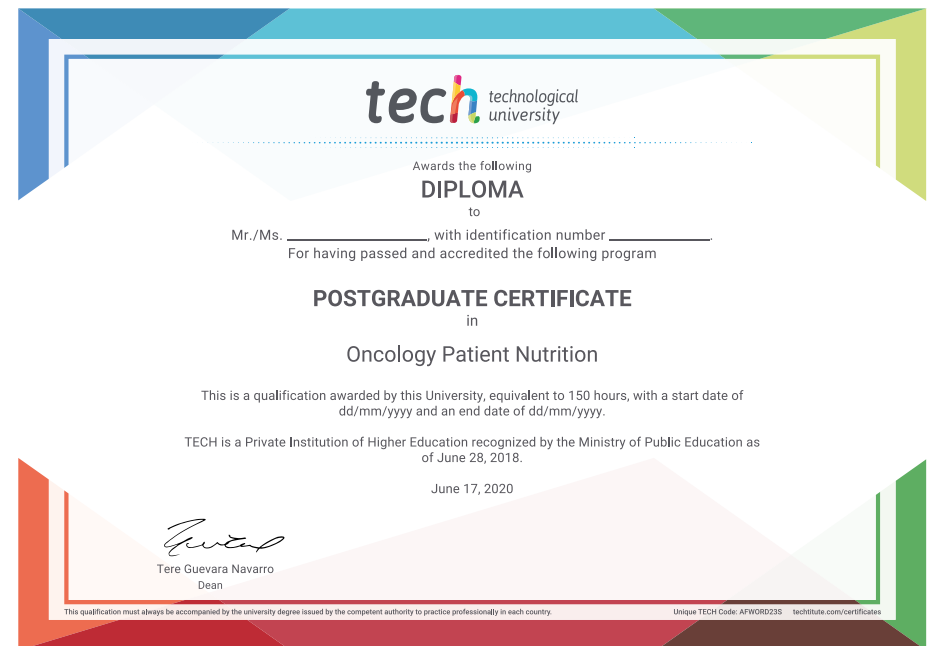 tech technological
university
Awards the following
DIPLOMA
to
Mr./Ms. ____________________, with identification number ______________.
For having passed and accredited the following program
POSTGRADUATE CERTIFICATE
in
Oncology Patient Nutrition
This is a qualification awarded by this University, equivalent to 150 hours, with a start date of
dd/mm/yyyy and an end date of dd/mm/yyyy.
TECH is a Private Institution of Higher Education recognized by the Ministry of Public Education as
of June 28, 2018.
June 17, 2020
Tere Guevara Navarro
Dean
This qualification must always be accompanied by the university degree issued by the competent authority to practice professionally in each country.
Unique TECH Code: AFWORD23S techtitute.com/certificates